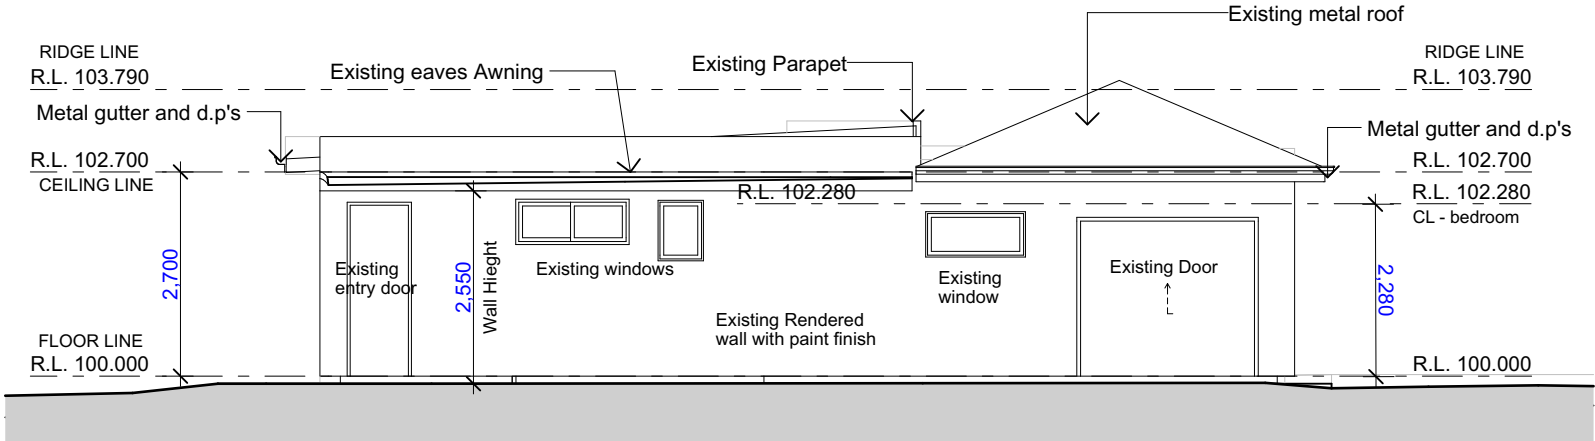 Existing metal roof
RIDGE LINE
R.L. 103.790
Existing eaves Awning
Existing Parapet
RIDGE LINE
R.L. 103.790
Metal gutter and d.p's
Metal gutter and d.p's
R.L. 102.700
CEILING LINE
R.L. 102.700
R.L. 102.280
R.L. 102.280
CL - bedroom
2,700
Existing
entry door
2,550
Wall Hieght
Existing windows
Existing
window
Existing Door
2,280
Existing Rendered
wall with paint finish
FLOOR LINE
R.L. 100.000
R.L. 100.000